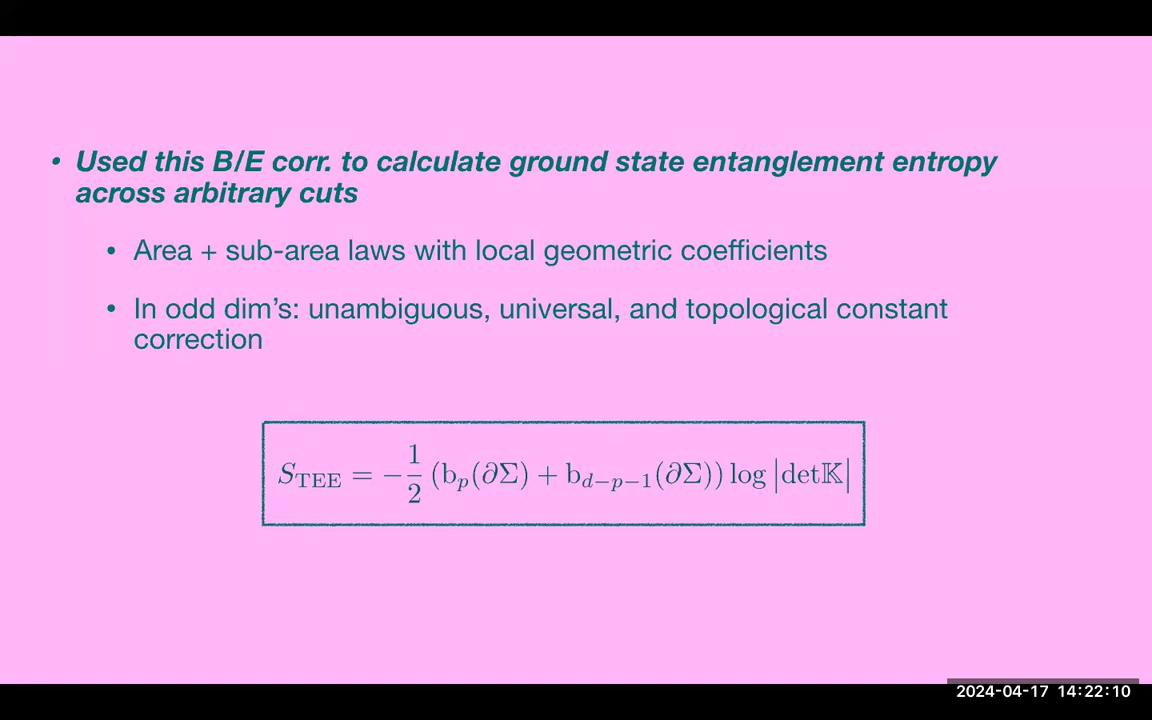 • Used this B/E corr. to calculate ground state entanglement entropy
across arbitrary cuts
• Area + sub-area laws with local geometric coefficients
• In odd dim's: unambiguous, universal, and topological constant
correction
S_TEE = −1/2 (b_p(∂Σ) + b_{d−p−1}(∂Σ)) log |det𝕂|
2024-04-17 14:22:10